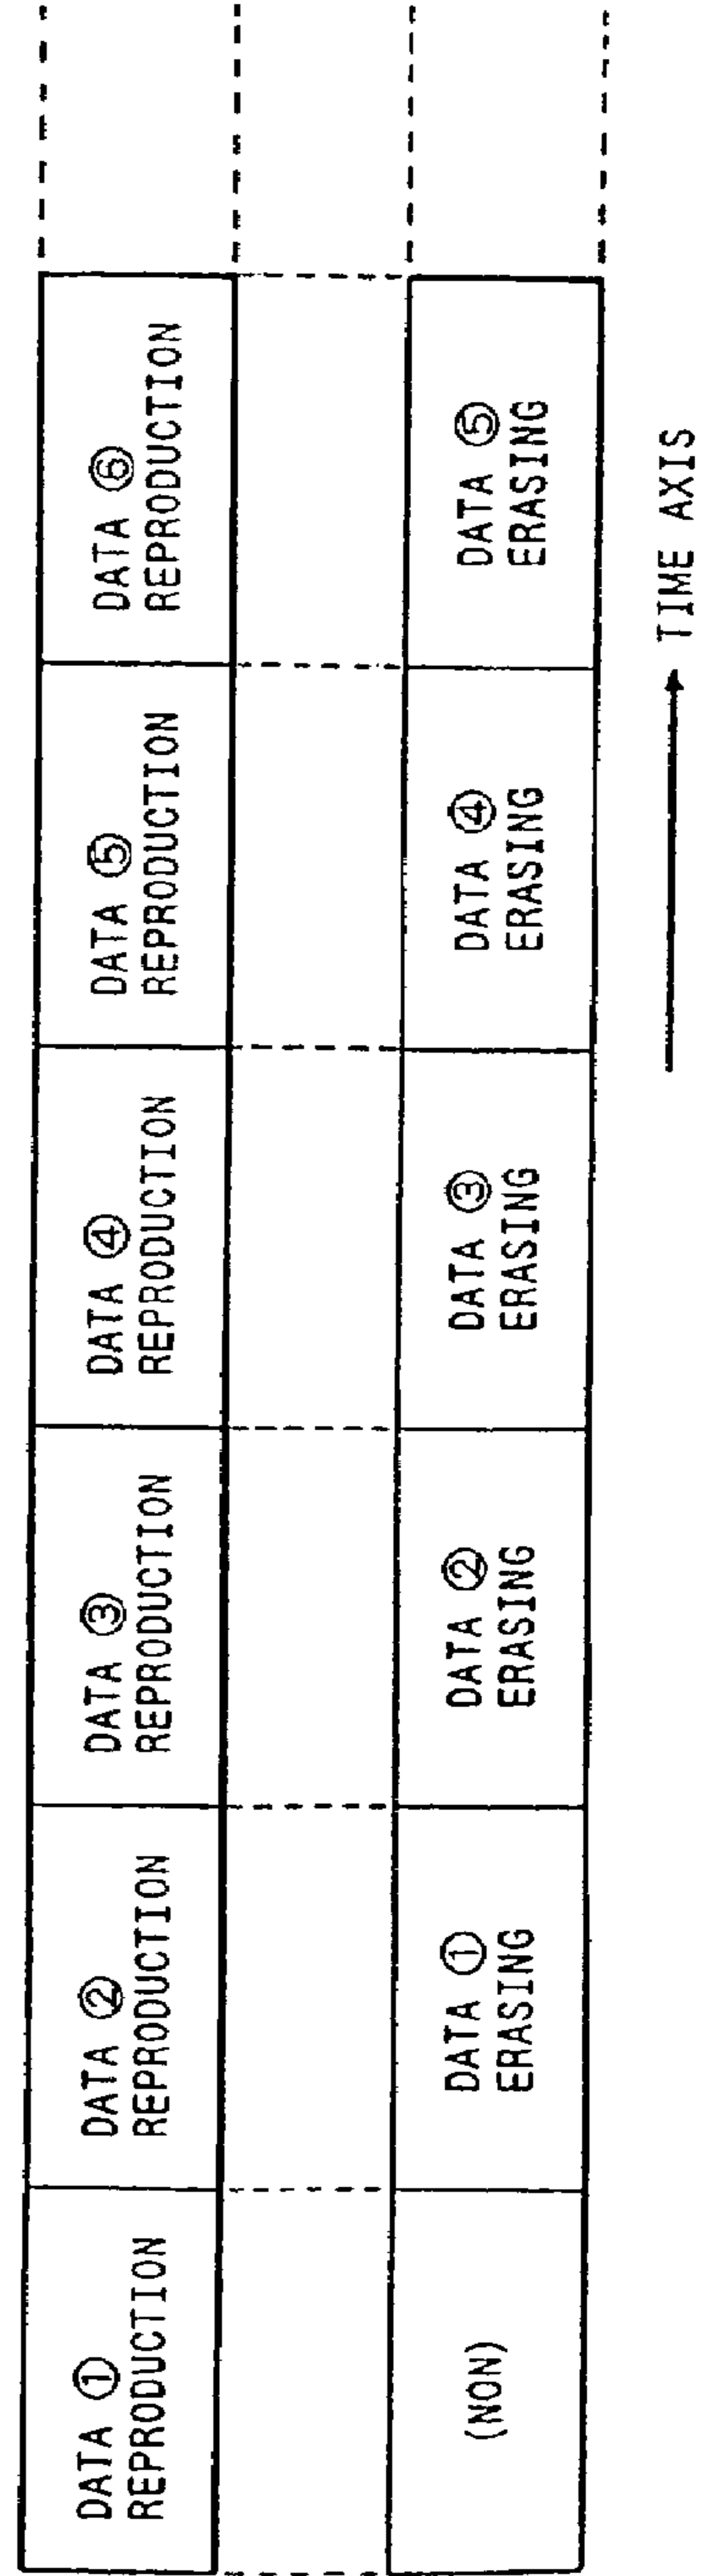 DATA ①
REPRODUCTION
DATA ②
REPRODUCTION
DATA ③
REPRODUCTION
DATA ④
REPRODUCTION
DATA ⑤
REPRODUCTION
DATA ⑥
REPRODUCTION
(NON)
DATA ①
ERASING
DATA ②
ERASING
DATA ③
ERASING
DATA ④
ERASING
DATA ⑤
ERASING
TIME AXIS